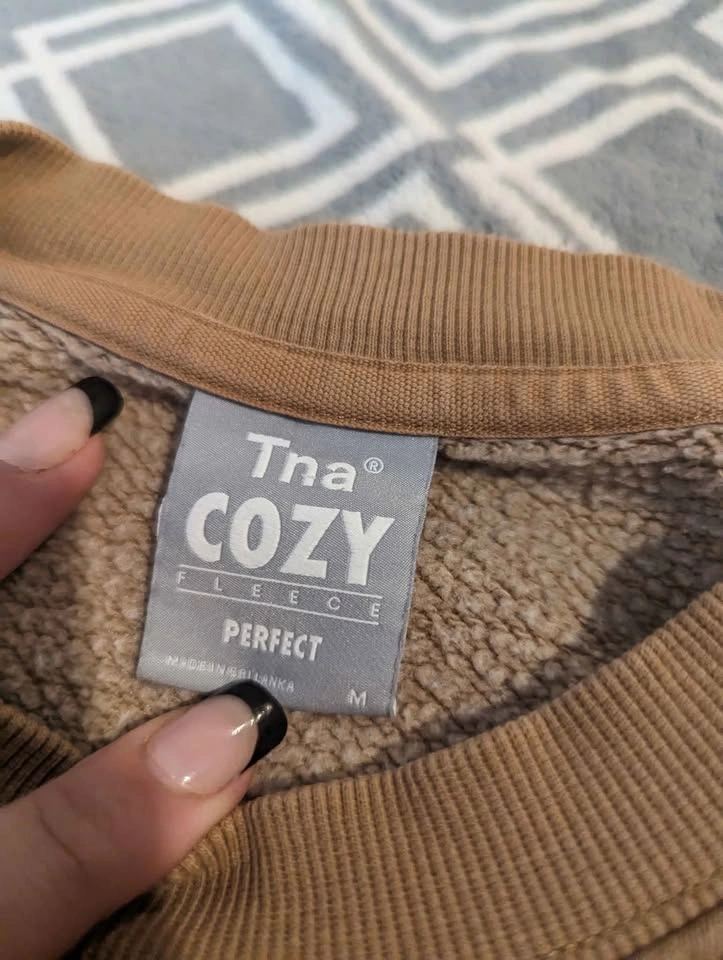 Tna®
COZY
FLEECE
PERFECT
MADE IN SRI LANKA
M